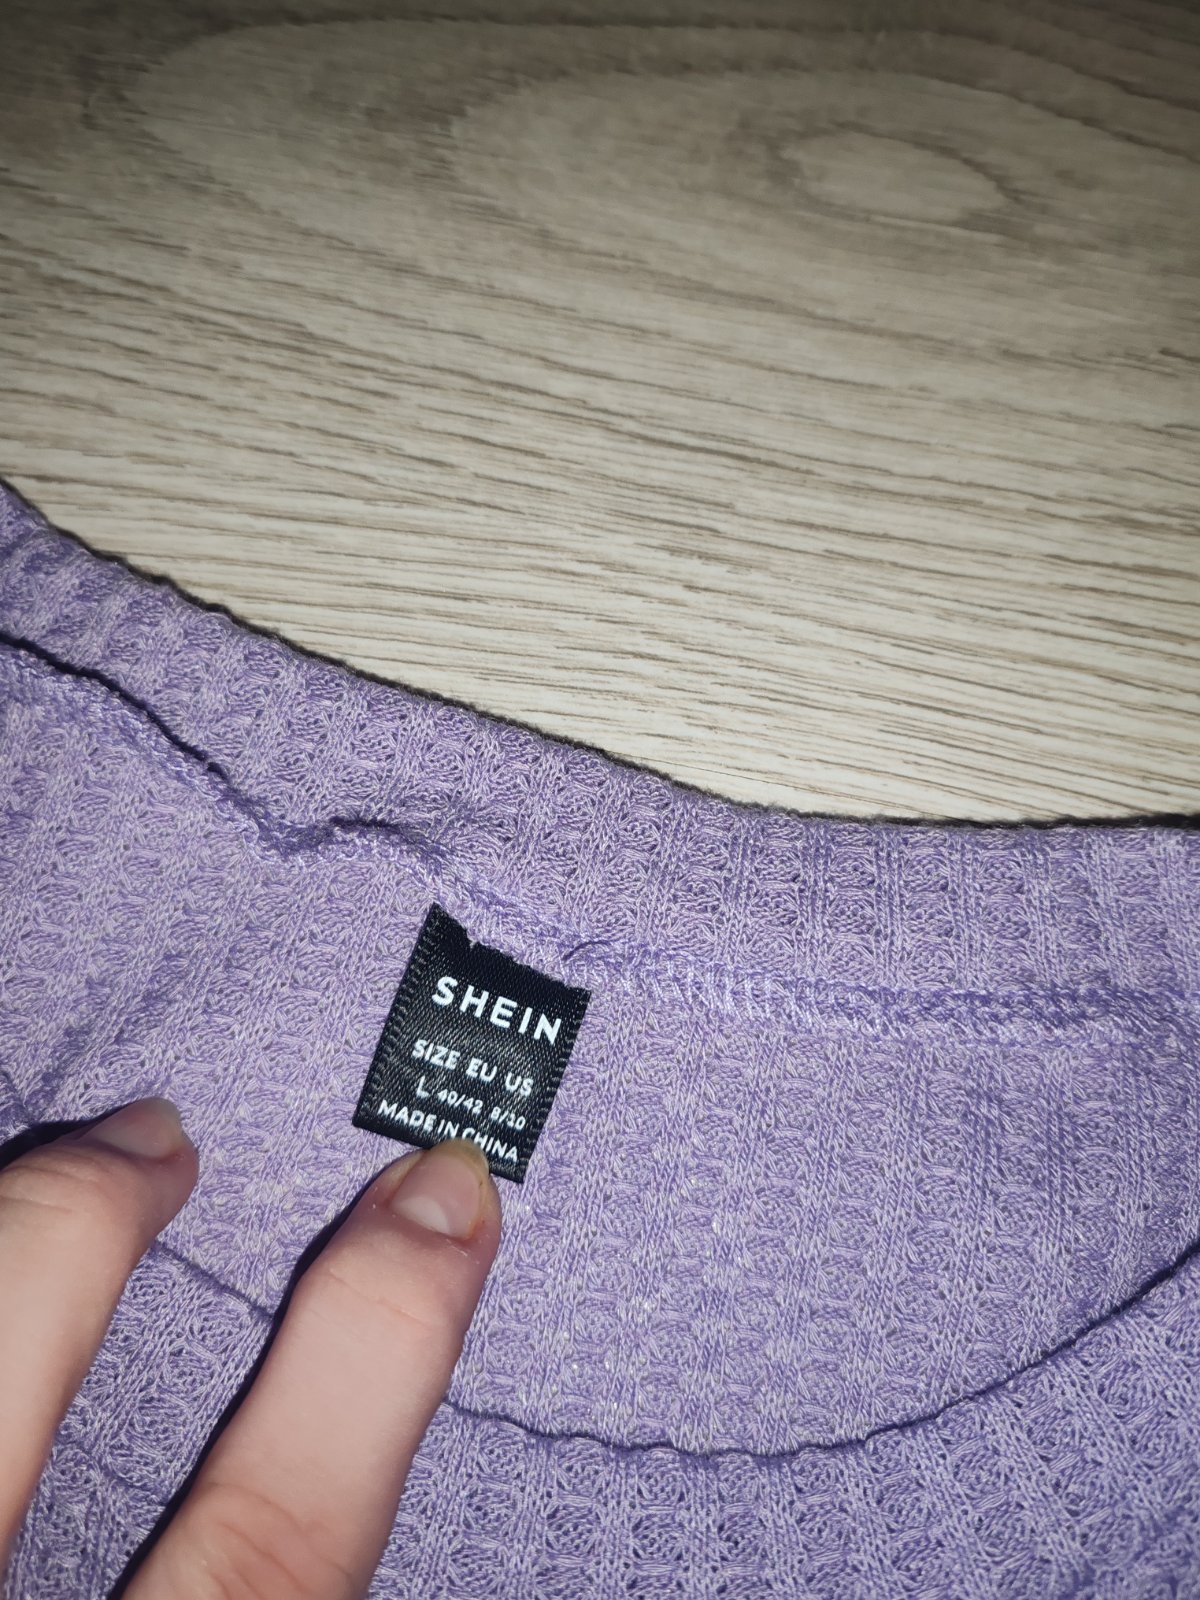 SHEIN
SIZE EU US
L 40/42 8/10
MADE IN CHINA